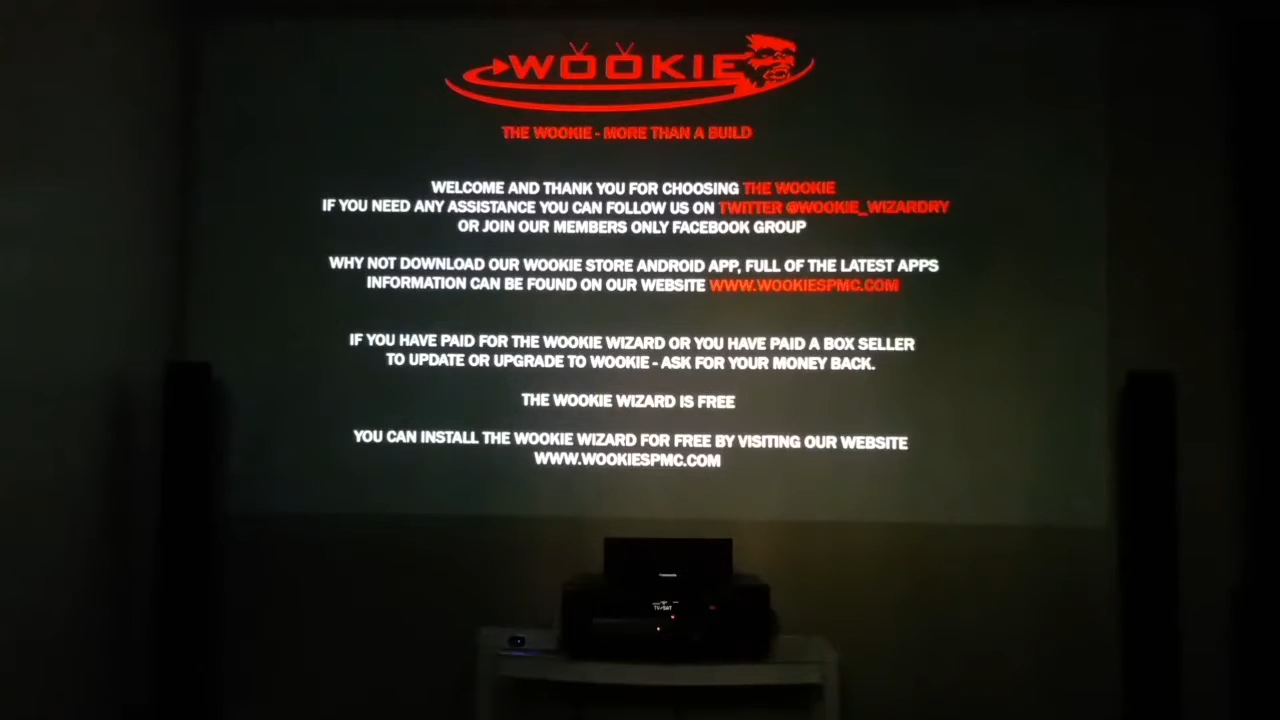 WOOKIE
THE WOOKIE - MORE THAN A BUILD
WELCOME AND THANK YOU FOR CHOOSING THE WOOKIE
IF YOU NEED ANY ASSISTANCE YOU CAN FOLLOW US ON TWITTER @WOOKIE_WIZARDRY
OR JOIN OUR MEMBERS ONLY FACEBOOK GROUP
WHY NOT DOWNLOAD OUR WOOKIE STORE ANDROID APP, FULL OF THE LATEST APPS
INFORMATION CAN BE FOUND ON OUR WEBSITE WWW.WOOKIESPMC.COM
IF YOU HAVE PAID FOR THE WOOKIE WIZARD OR YOU HAVE PAID A BOX SELLER
TO UPDATE OR UPGRADE TO WOOKIE - ASK FOR YOUR MONEY BACK.
THE WOOKIE WIZARD IS FREE
YOU CAN INSTALL THE WOOKIE WIZARD FOR FREE BY VISITING OUR WEBSITE
WWW.WOOKIESPMC.COM
TV/SAT